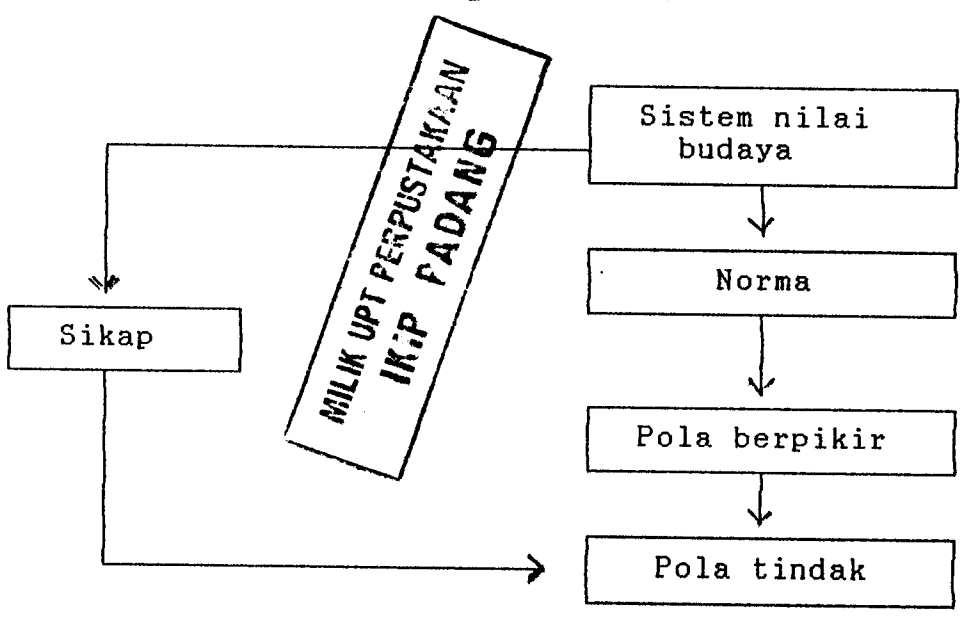 Sistem nilai
budaya
Norma
Sikap
Pola berpikir
Pola tindak
MILIK UPT PERPUSTAKAAN
IKIP PADANG